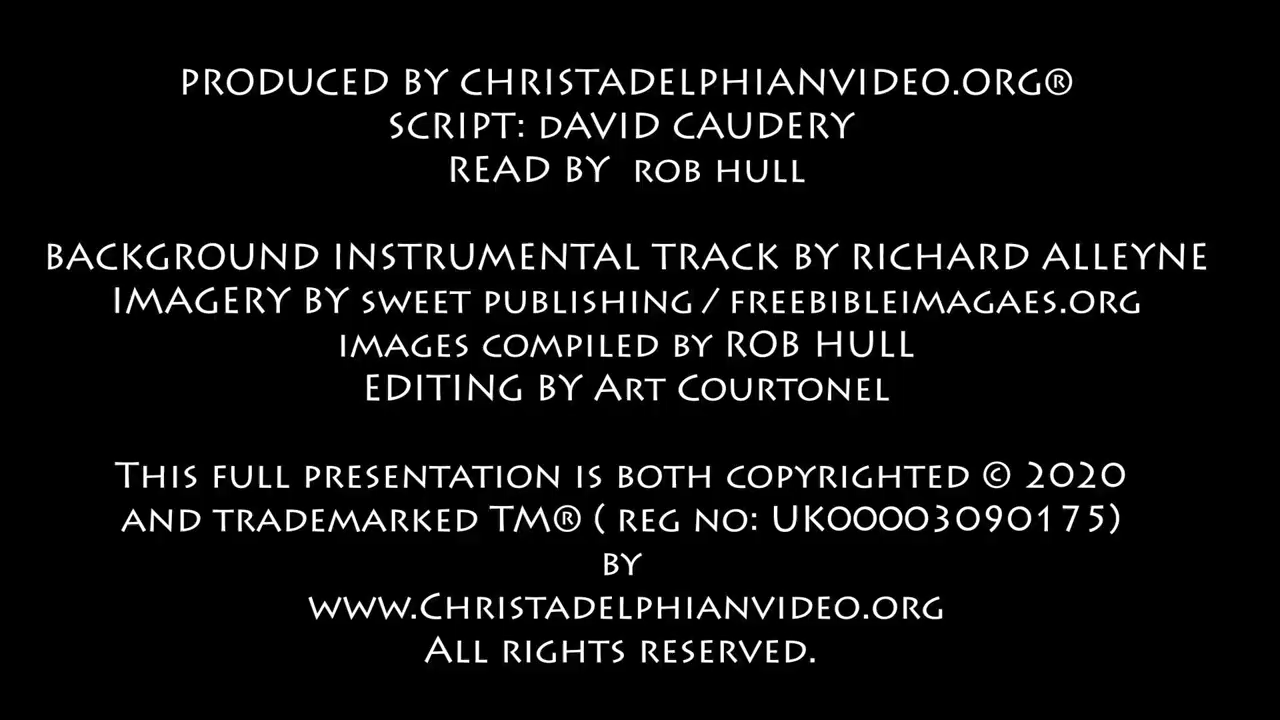 PRODUCED BY CHRISTADELPHIANVIDEO.ORG®
SCRIPT: DAVID CAUDERY
READ BY ROB HULL
BACKGROUND INSTRUMENTAL TRACK BY RICHARD ALLEYNE
IMAGERY BY SWEET PUBLISHING / FREEBIBLEIMAGAES.ORG
IMAGES COMPILED BY ROB HULL
EDITING BY ART COURTONEL
THIS FULL PRESENTATION IS BOTH COPYRIGHTED © 2020
AND TRADEMARKED TM® ( REG NO: UK00003090175)
BY
WWW.CHRISTADELPHIANVIDEO.ORG
ALL RIGHTS RESERVED.